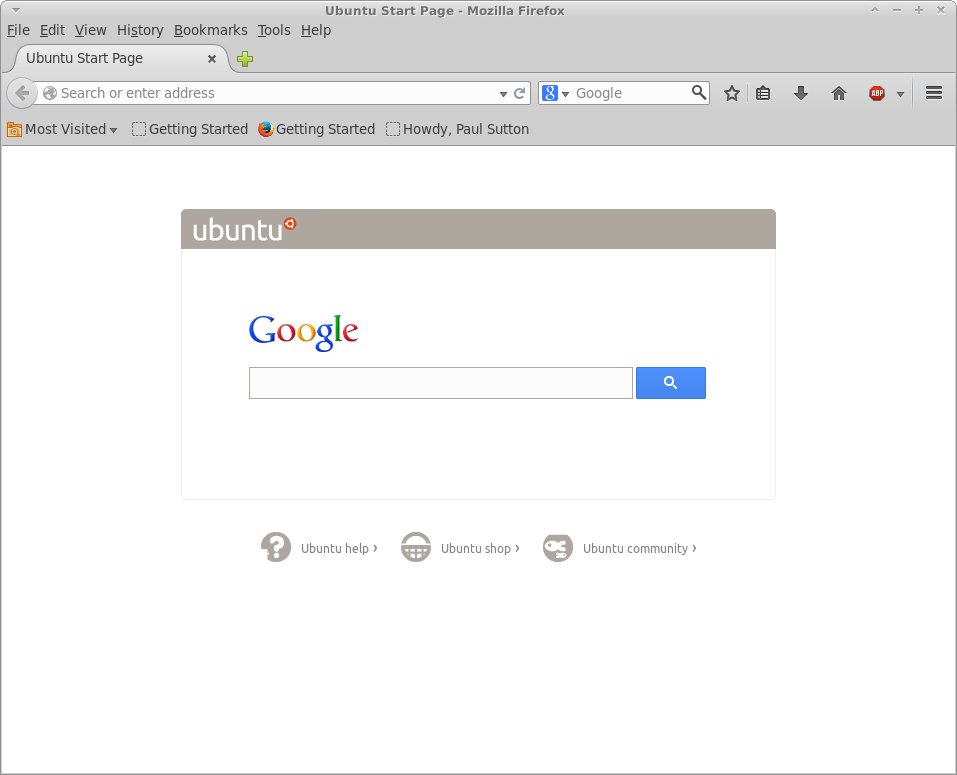 Ubuntu Start Page - Mozilla Firefox
File Edit View History Bookmarks Tools Help
Ubuntu Start Page
Search or enter address
8 Google
ABP
Most Visited Getting Started Getting Started Howdy, Paul Sutton
ubuntu
Google
Ubuntu help › Ubuntu shop › Ubuntu community ›